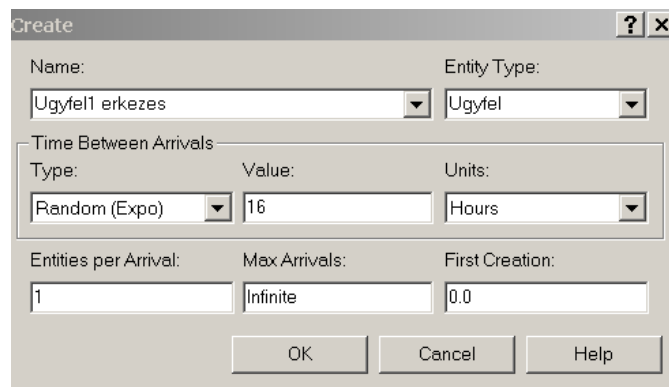 Create
? x
Name: Entity Type:
Ugyfel1 erkezes Ugyfel
Time Between Arrivals
Type: Value: Units:
Random (Expo) 16 Hours
Entities per Arrival: Max Arrivals: First Creation:
1 Infinite 0.0
OK Cancel Help